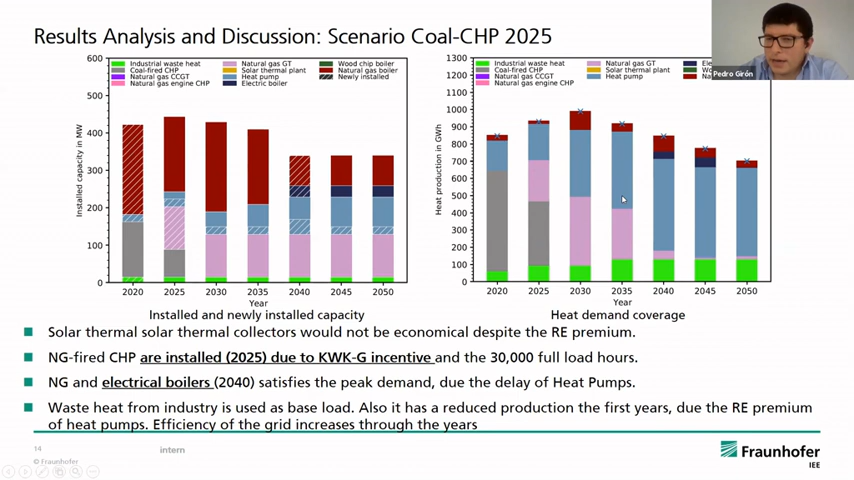 Results Analysis and Discussion: Scenario Coal-CHP 2025
Pedro Girón
Industrial waste heat
Coal-fired CHP
Natural gas CCGT
Natural gas engine CHP
Natural gas GT
Solar thermal plant
Heat pump
Electric boiler
Wood chip boiler
Natural gas boiler
Newly installed
Installed capacity in MW
600
500
400
300
200
100
0
2020 2025 2030 2035 2040 2045 2050
Year
Installed and newly installed capacity
Industrial waste heat
Coal-fired CHP
Natural gas CCGT
Natural gas engine CHP
Natural gas GT
Solar thermal plant
Heat pump
Heat production in GWh
1300
1200
1100
1000
900
800
700
600
500
400
300
200
100
0
2020 2025 2030 2035 2040 2045 2050
Year
Heat demand coverage
Solar thermal solar thermal collectors would not be economical despite the RE premium.
NG-fired CHP are installed (2025) due to KWK-G incentive and the 30,000 full load hours.
NG and electrical boilers (2040) satisfies the peak demand, due the delay of Heat Pumps.
Waste heat from industry is used as base load. Also it has a reduced production the first years, due the RE premium
of heat pumps. Efficiency of the grid increases through the years
14
intern
© Fraunhofer
Fraunhofer
IEE